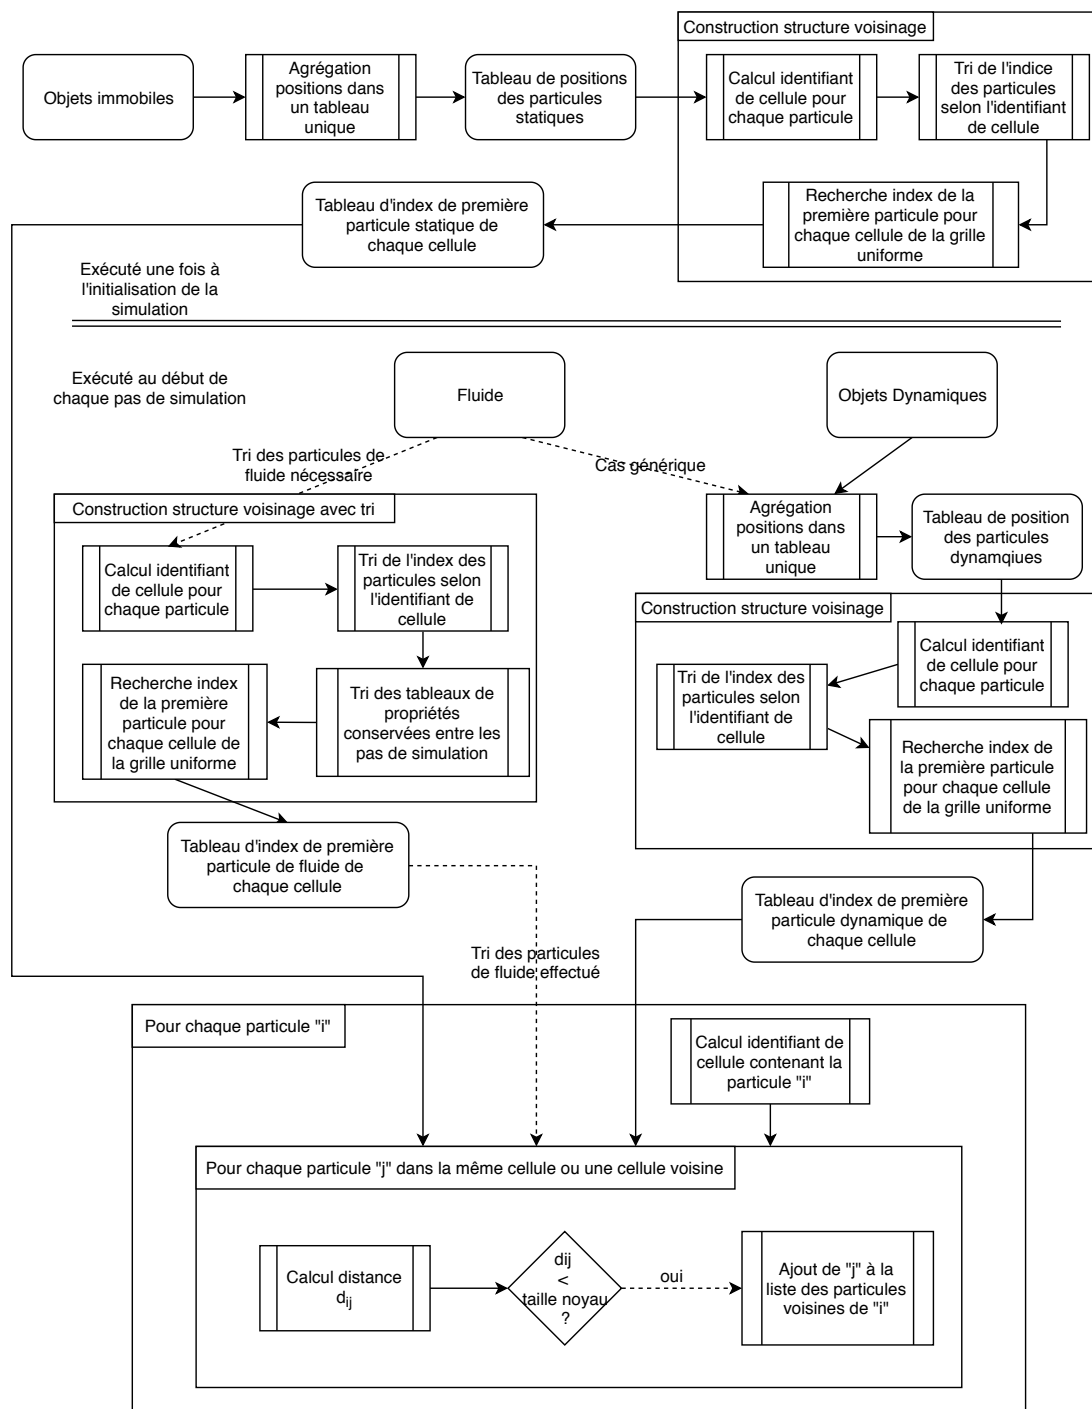 Construction structure voisinage
Objets immobiles
Agrégation
positions dans
un tableau
unique
Tableau de positions
des particules
statiques
Calcul identifiant
de cellule pour
chaque particule
Tri de l'indice
des particules
selon l'identifiant
de cellule
Tableau d'index de première
particule statique de
chaque cellule
Recherche index de la
première particule pour
chaque cellule de la grille
uniforme
Exécuté une fois à
l'initialisation de la
simulation
Exécuté au début de
chaque pas de simulation
Fluide
Objets Dynamiques
Tri des particules de
fluide nécessaire
Cas générique
Construction structure voisinage avec tri
Agrégation
positions dans
un tableau
unique
Tableau de position
des particules
dynamqiues
Calcul identifiant
de cellule pour
chaque particule
Tri de l'index des
particules selon
l'identifiant de
cellule
Construction structure voisinage
Calcul identifiant
de cellule pour
chaque particule
Tri de l'index des
particules selon
l'identifiant de
cellule
Recherche index
de la première
particule pour
chaque cellule de
la grille uniforme
Tri des tableaux de
propriétés
conservées entre les
pas de simulation
Recherche index de
la première particule
pour chaque cellule
de la grille uniforme
Tableau d'index de première
particule de fluide de
chaque cellule
Tableau d'index de première
particule dynamique de
chaque cellule
Tri des particules
de fluide effectué
Pour chaque particule "i"
Calcul identifiant de
cellule contenant la
particule "i"
Pour chaque particule "j" dans la même cellule ou une cellule voisine
Calcul distance
dij
dij
<
taille noyau
?
oui
Ajout de "j" à la
liste des particules
voisines de "i"